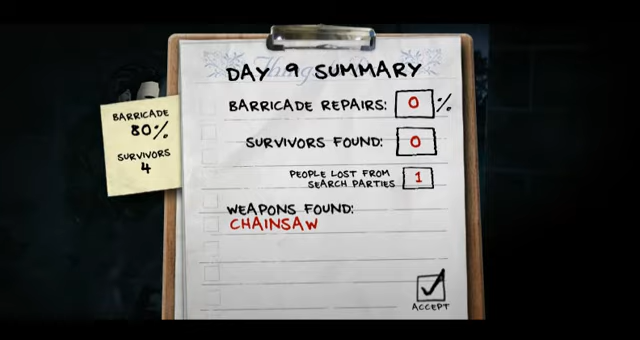 DAY 9 SUMMARY
BARRICADE REPAIRS: 0 %
SURVIVORS FOUND: 0
PEOPLE LOST FROM
SEARCH PARTIES 1
WEAPONS FOUND:
CHAINSAW
ACCEPT
BARRICADE
80%
SURVIVORS
4